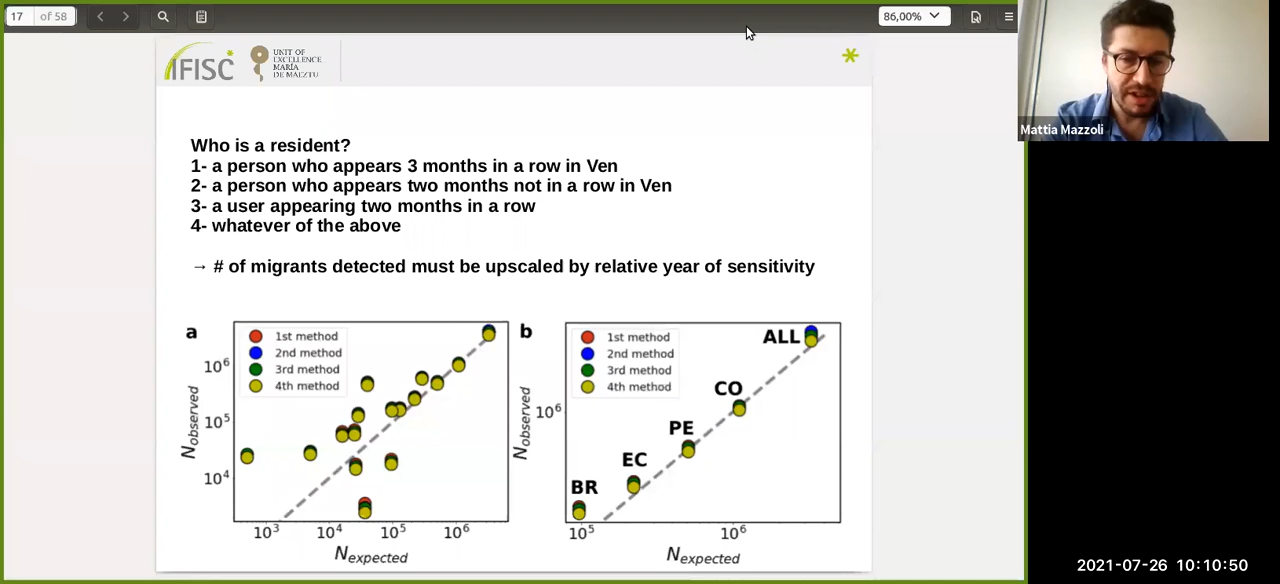 17 of 58
86,00%
IFISC
UNIT OF
EXCELLENCE
MARÍA
DE MAEZTU
Mattia Mazzoli
Who is a resident?
1- a person who appears 3 months in a row in Ven
2- a person who appears two months not in a row in Ven
3- a user appearing two months in a row
4- whatever of the above
→ # of migrants detected must be upscaled by relative year of sensitivity
a
1st method
2nd method
3rd method
4th method
10⁶
10⁵
10⁴
Nobserved
10³ 10⁴ 10⁵ 10⁶
Nexpected
b
1st method
2nd method
3rd method
4th method
ALL
CO
PE
EC
BR
10⁶
Nobserved
10⁵ 10⁶
Nexpected
2021-07-26 10:10:50